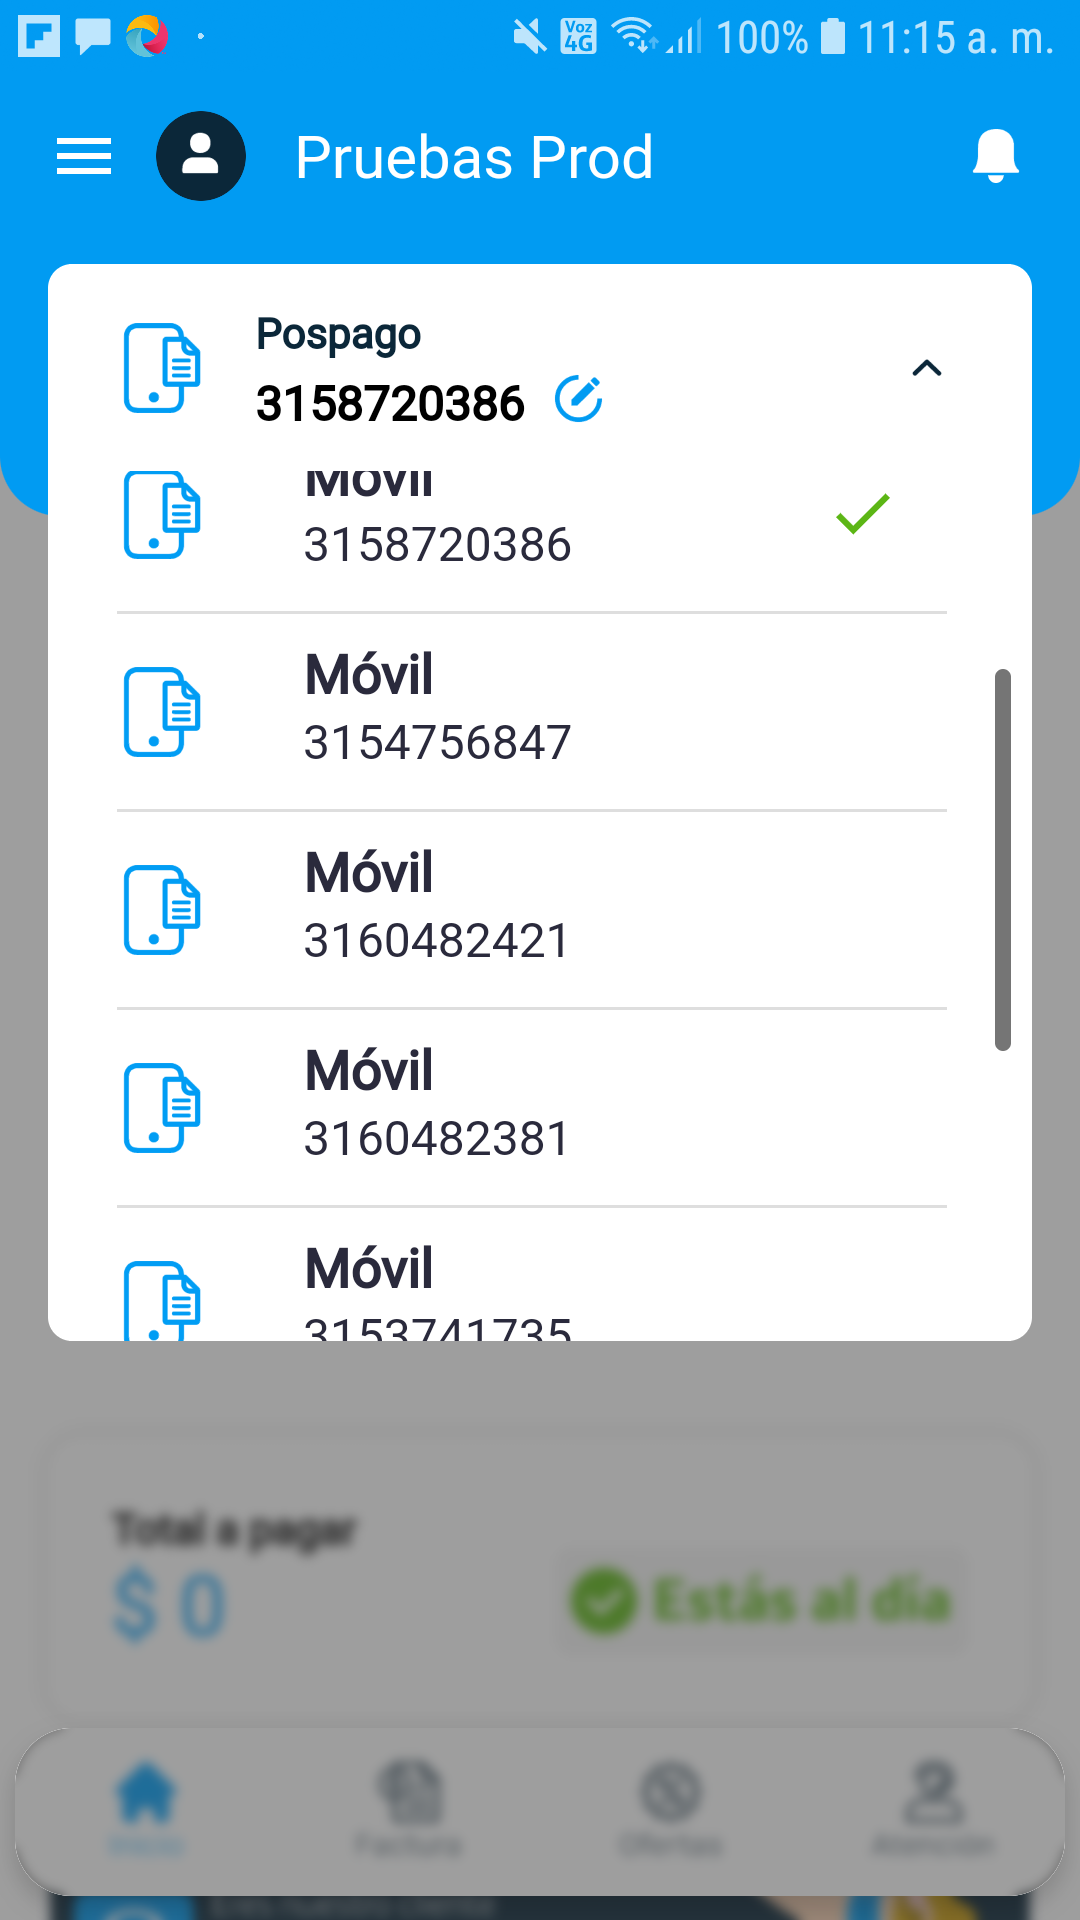 Voz 4G 100% 11:15 a. m.
Pruebas Prod
Pospago
3158720386
Móvil
3158720386
Móvil
3154756847
Móvil
3160482421
Móvil
3160482381
Móvil
3153741735
Total a pagar
$ 0
Estás al día
Inicio Factura Ofertas Atención